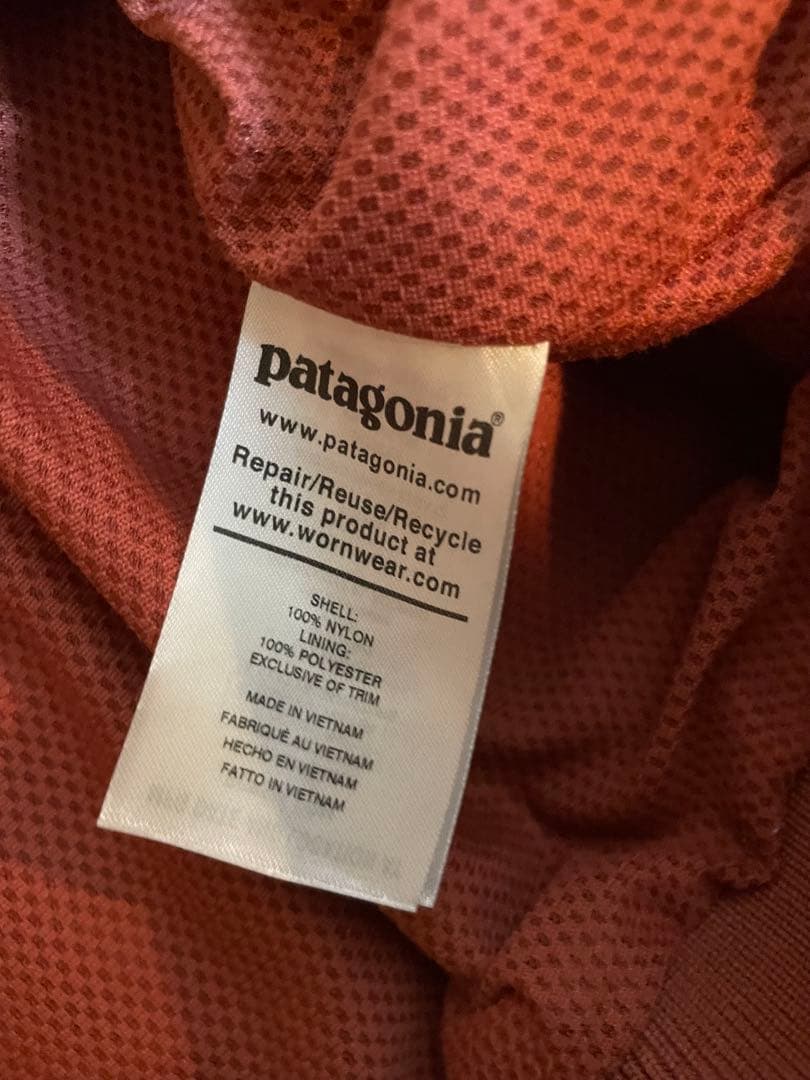 patagonia®
www.patagonia.com
Repair/Reuse/Recycle
this product at
www.wornwear.com
SHELL:
100% NYLON
LINING:
100% POLYESTER
EXCLUSIVE OF TRIM
MADE IN VIETNAM
FABRIQUÉ AU VIETNAM
HECHO EN VIETNAM
FATTO IN VIETNAM